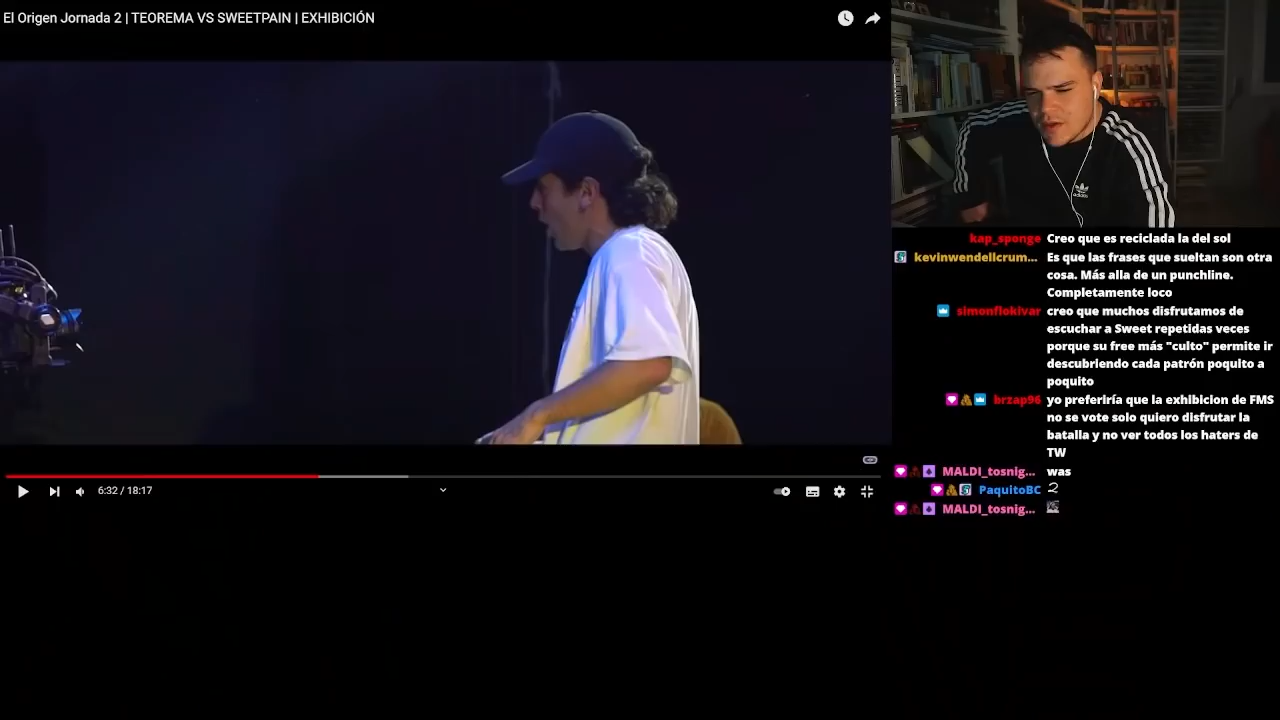 El Origen Jornada 2 | TEOREMA VS SWEETPAIN | EXHIBICIÓN
6:32 / 18:17
adidas
kap_sponge Creo que es reciclada la del sol
kevinwendellcrum... Es que las frases que sueltan son otra
cosa. Más alla de un punchline.
Completamente loco
simonflokivar creo que muchos disfrutamos de
escuchar a Sweet repetidas veces
porque su free más "culto" permite ir
descubriendo cada patrón poquito a
poquito
brzap96 yo preferiría que la exhibicion de FMS
no se vote solo quiero disfrutar la
batalla y no ver todos los haters de
TW
MALDI_tosnig... was
PaquitoBC 2
MALDI_tosnig...